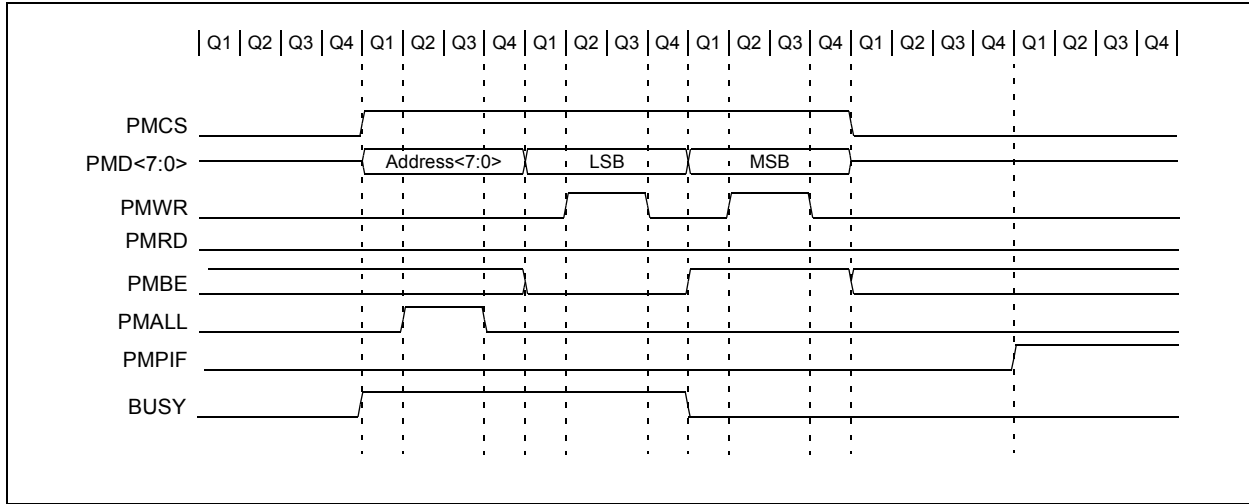 Q1 Q2 Q3 Q4 Q1 Q2 Q3 Q4 Q1 Q2 Q3 Q4 Q1 Q2 Q3 Q4 Q1 Q2 Q3 Q4 Q1 Q2 Q3 Q4
PMCS
PMD<7:0> Address<7:0> LSB MSB
PMWR
PMRD
PMBE
PMALL
PMPIF
BUSY